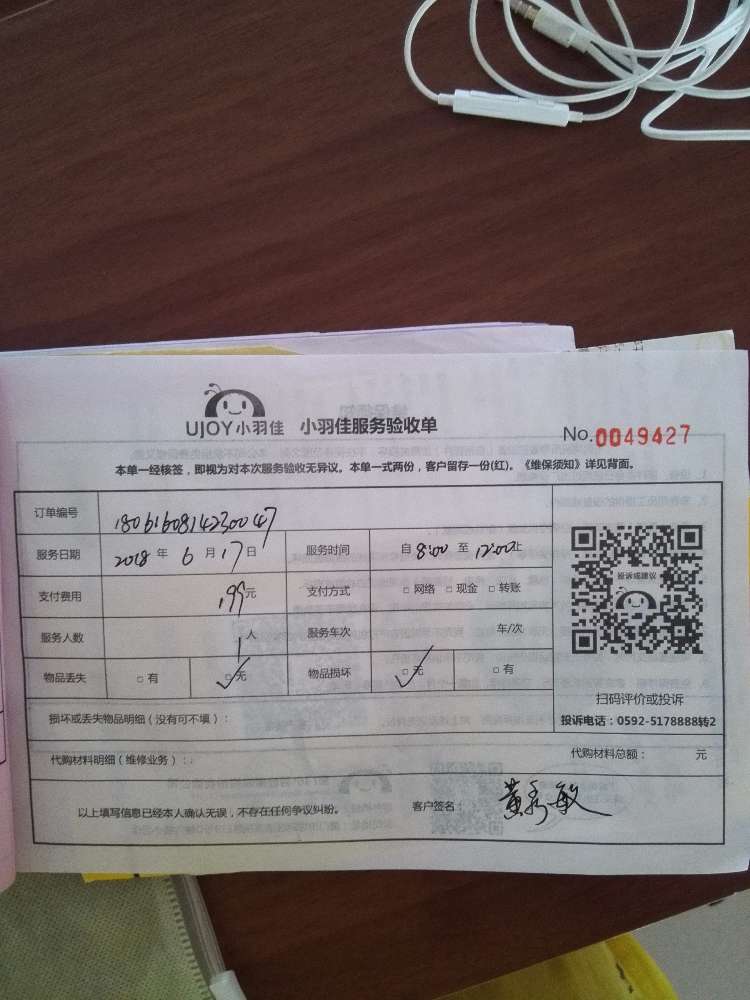 UJOY小羽佳 小羽佳服务验收单
No.0049427
本单一经核签，即视为对本次服务验收无异议。本单一式两份，客户留存一份(红)。《维保须知》详见背面。
订单编号 1806160814230047
服务日期 2018 年 6 月 17 日 服务时间 自 8:00 至 12:00 止
支付费用 199 元 支付方式 □ 网络 □ 现金 □ 转账
服务人数 1 人 服务车次 车/次
物品丢失 □ 有 □ 无 物品损坏 □ 无 □ 有
投诉或建议
扫码评价或投诉
投诉电话：0592-5178888转2
损坏或丢失物品明细（没有可不填）：
代购材料明细（维修业务）： 代购材料总额： 元
以上填写信息已经本人确认无误，不存在任何争议纠纷。 客户签名： 黄秀敏